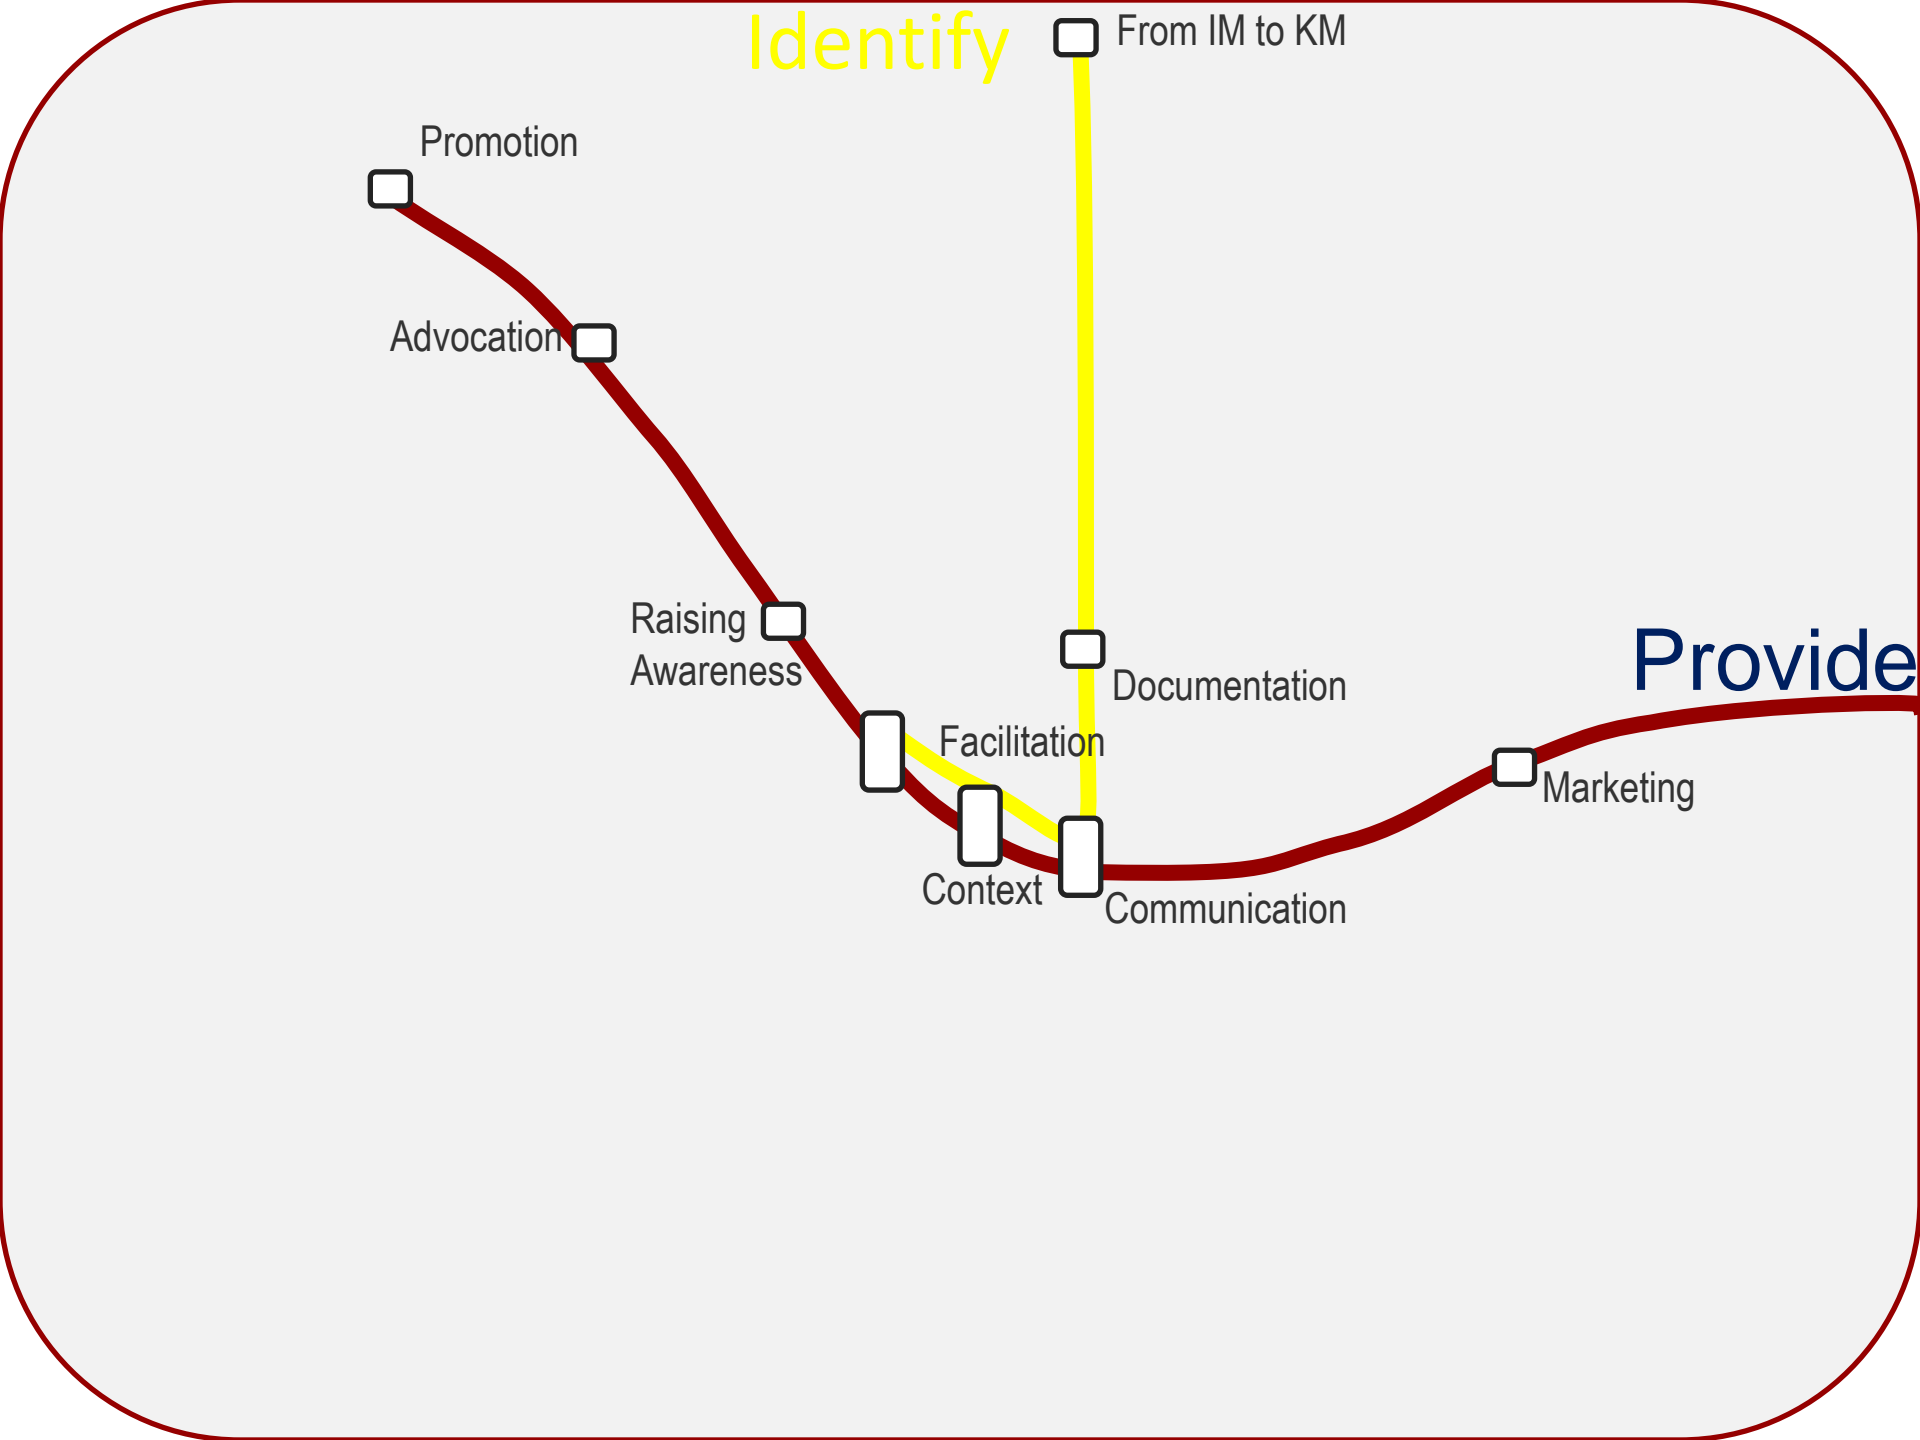 Identify
From IM to KM
Promotion
Advocation
Raising
Awareness
Provide
Documentation
Facilitation
Marketing
Context
Communication